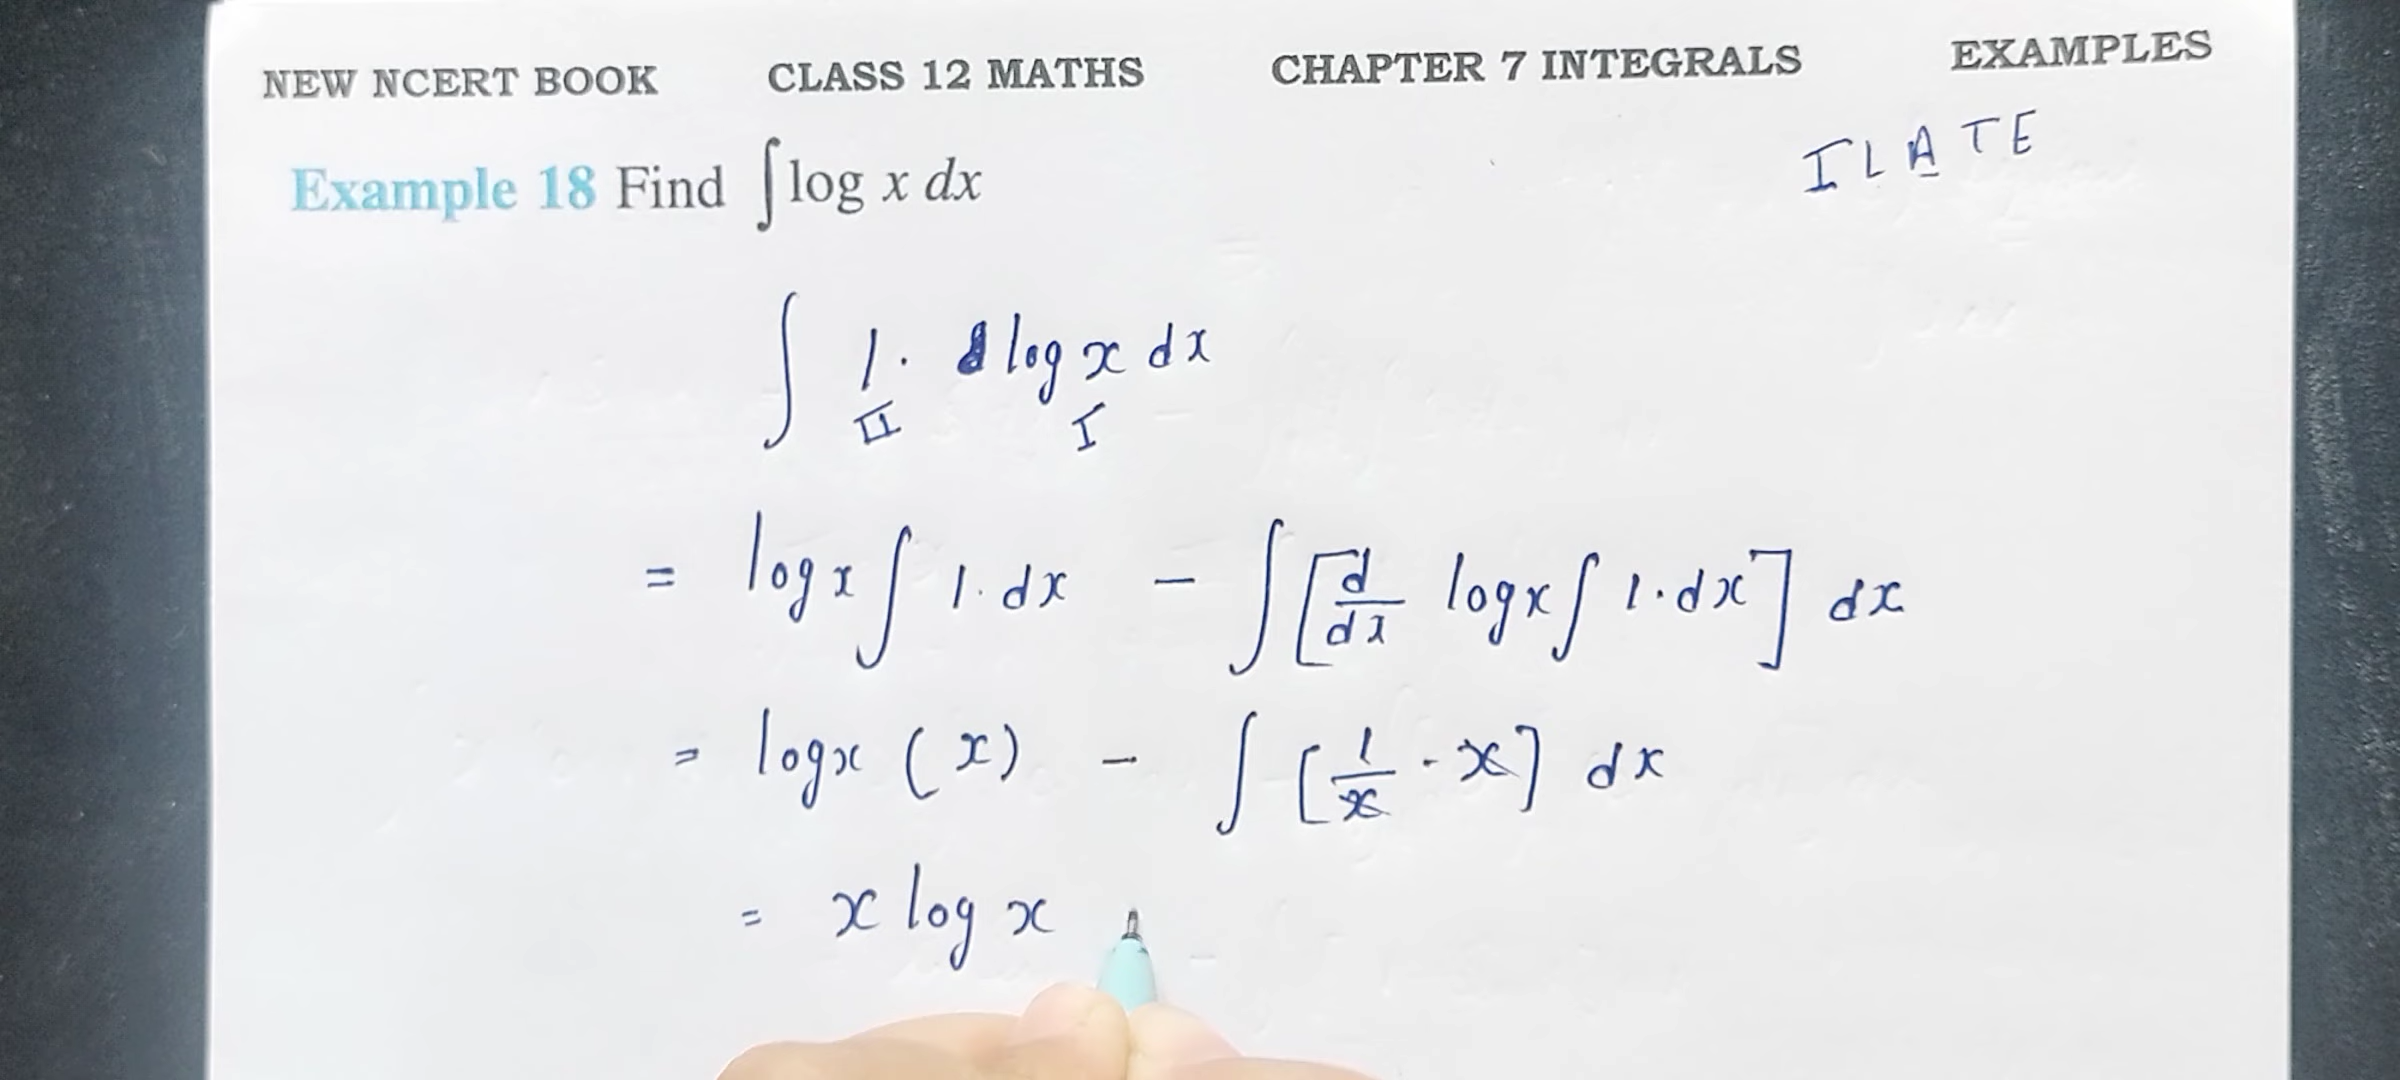 NEW NCERT BOOK CLASS 12 MATHS CHAPTER 7 INTEGRALS EXAMPLES
ILATE
Example 18 Find ∫ log x dx
∫ 1. log x dx
II I
= log x ∫ 1. dx - ∫ [d/dx log x ∫ 1. dx] dx
= log x (x) - ∫ [1/x · x] dx
= x log x